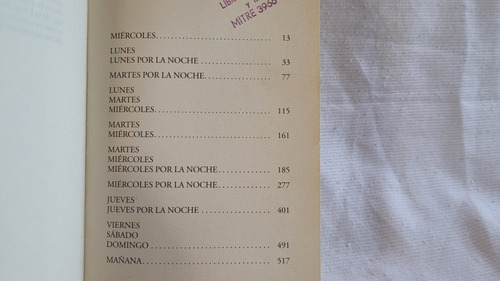 Y
MITRE 3966
MIÉRCOLES 13
LUNES
LUNES POR LA NOCHE 33
MARTES POR LA NOCHE 77
LUNES
MARTES
MIÉRCOLES 115
MARTES
MIÉRCOLES 161
MARTES
MIÉRCOLES
MIÉRCOLES POR LA NOCHE 185
MIÉRCOLES POR LA NOCHE 277
JUEVES
JUEVES POR LA NOCHE 401
VIERNES
SÁBADO
DOMINGO 491
MAÑANA 517